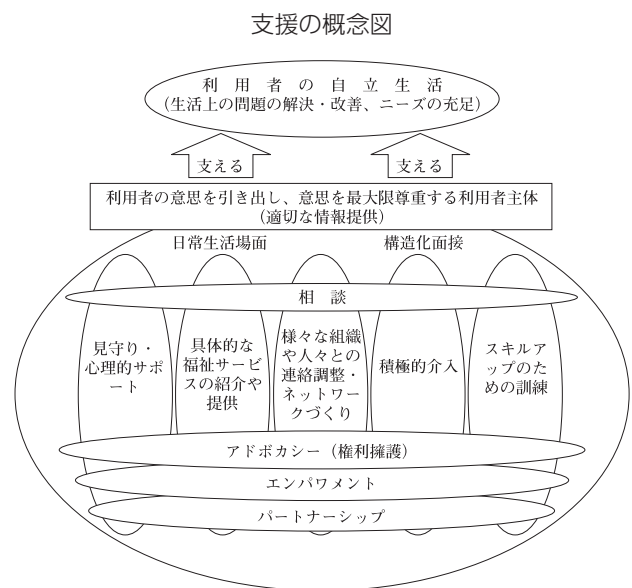 支援の概念図
利用者の自立生活
(生活上の問題の解決・改善、ニーズの充足)
支える
支える
利用者の意思を引き出し、意思を最大限尊重する利用者主体
(適切な情報提供)
日常生活場面
構造化面接
相談
見守り・
心理的サポ
ート
具体的な
福祉サービ
スの紹介や
提供
様々な組織
や人々との
連絡調整・
ネットワー
クづくり
積極的介入
スキルア
ップのた
めの訓練
アドボカシー(権利擁護)
エンパワメント
パートナーシップ